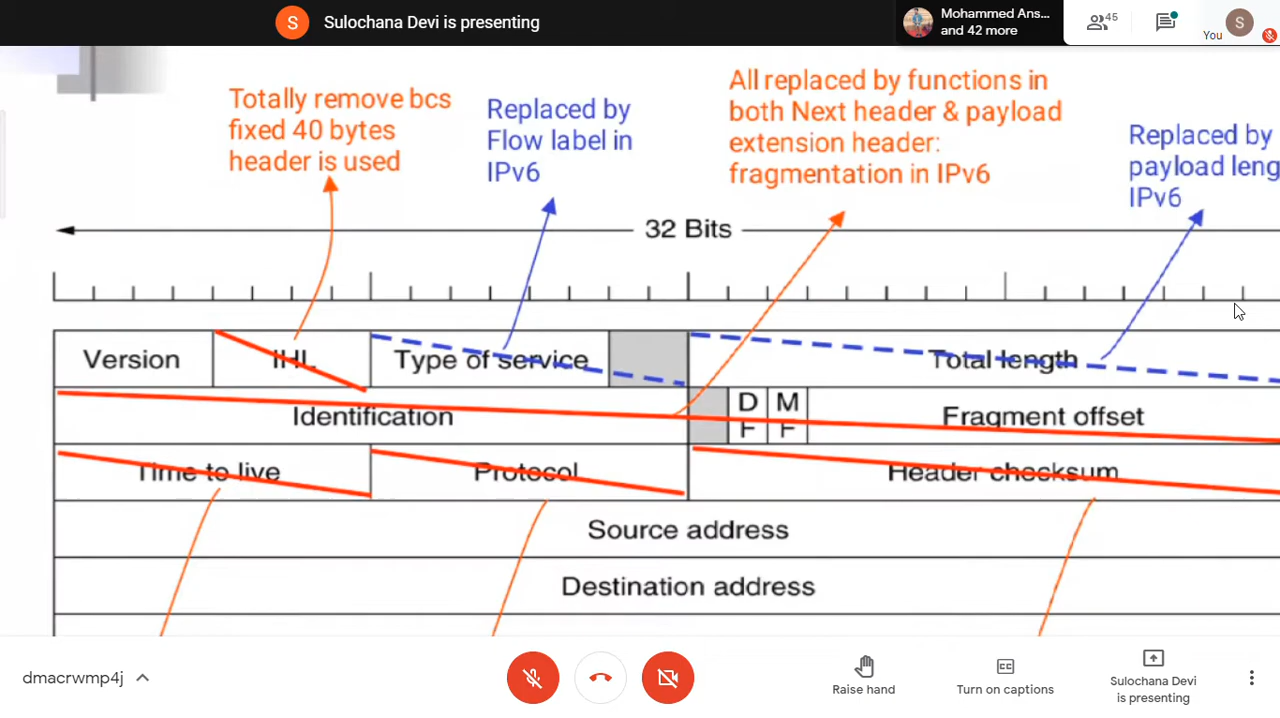 S Sulochana Devi is presenting
Mohammed Ans...
and 42 more
45
You
S
Totally remove bcs
fixed 40 bytes
header is used
Replaced by
Flow label in
IPv6
All replaced by functions in
both Next header & payload
extension header:
fragmentation in IPv6
Replaced by
payload leng
IPv6
32 Bits
Version IHL Type of service Total length
Identification D F M F Fragment offset
Time to live Protocol Header checksum
Source address
Destination address
dmacrwmp4j
Raise hand
CC
Turn on captions
Sulochana Devi
is presenting